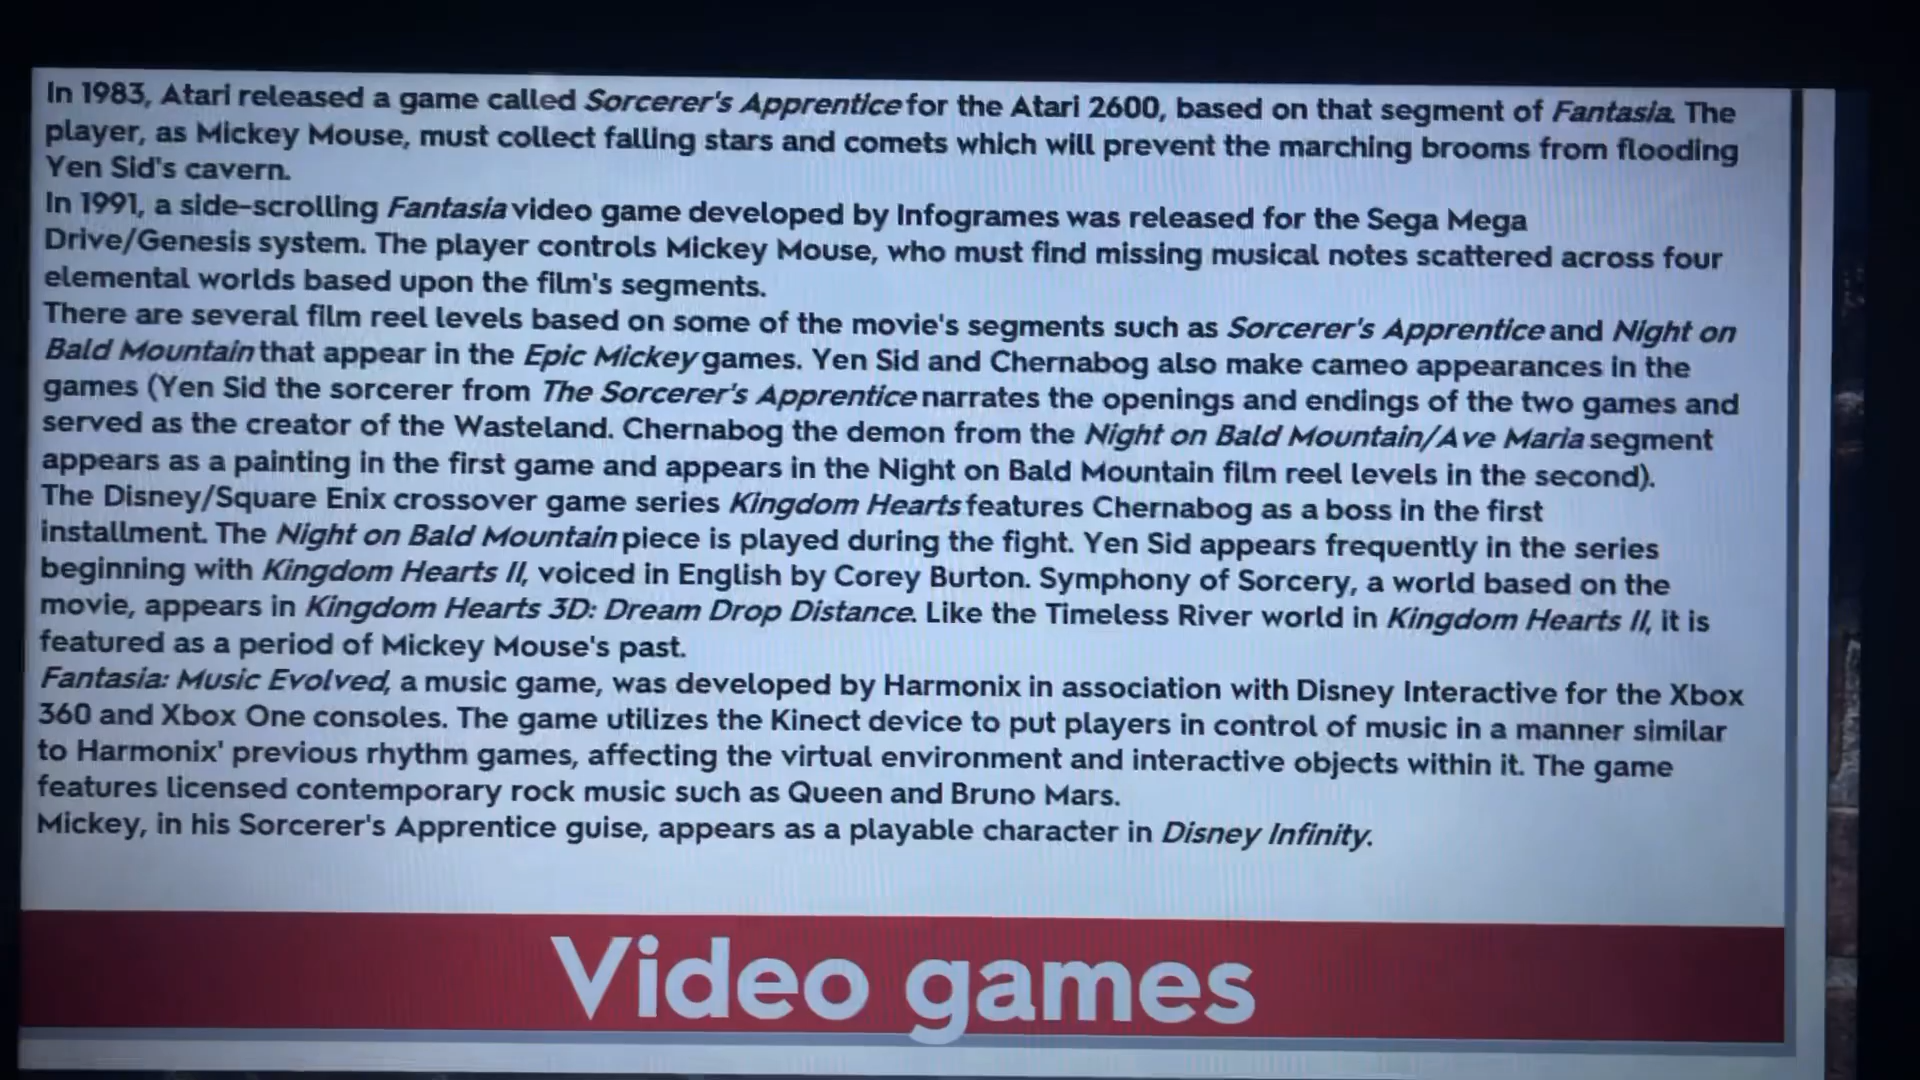 In 1983, Atari released a game called Sorcerer's Apprentice for the Atari 2600, based on that segment of Fantasia. The
player, as Mickey Mouse, must collect falling stars and comets which will prevent the marching brooms from flooding
Yen Sid's cavern.
In 1991, a side-scrolling Fantasia video game developed by Infogrames was released for the Sega Mega
Drive/Genesis system. The player controls Mickey Mouse, who must find missing musical notes scattered across four
elemental worlds based upon the film's segments.
There are several film reel levels based on some of the movie's segments such as Sorcerer's Apprentice and Night on
Bald Mountain that appear in the Epic Mickey games. Yen Sid and Chernabog also make cameo appearances in the
games (Yen Sid the sorcerer from The Sorcerer's Apprentice narrates the openings and endings of the two games and
served as the creator of the Wasteland. Chernabog the demon from the Night on Bald Mountain/Ave Maria segment
appears as a painting in the first game and appears in the Night on Bald Mountain film reel levels in the second).
The Disney/Square Enix crossover game series Kingdom Hearts features Chernabog as a boss in the first
installment. The Night on Bald Mountain piece is played during the fight. Yen Sid appears frequently in the series
beginning with Kingdom Hearts II, voiced in English by Corey Burton. Symphony of Sorcery, a world based on the
movie, appears in Kingdom Hearts 3D: Dream Drop Distance. Like the Timeless River world in Kingdom Hearts II, it is
featured as a period of Mickey Mouse's past.
Fantasia: Music Evolved, a music game, was developed by Harmonix in association with Disney Interactive for the Xbox
360 and Xbox One consoles. The game utilizes the Kinect device to put players in control of music in a manner similar
to Harmonix' previous rhythm games, affecting the virtual environment and interactive objects within it. The game
features licensed contemporary rock music such as Queen and Bruno Mars.
Mickey, in his Sorcerer's Apprentice guise, appears as a playable character in Disney Infinity.
Video games